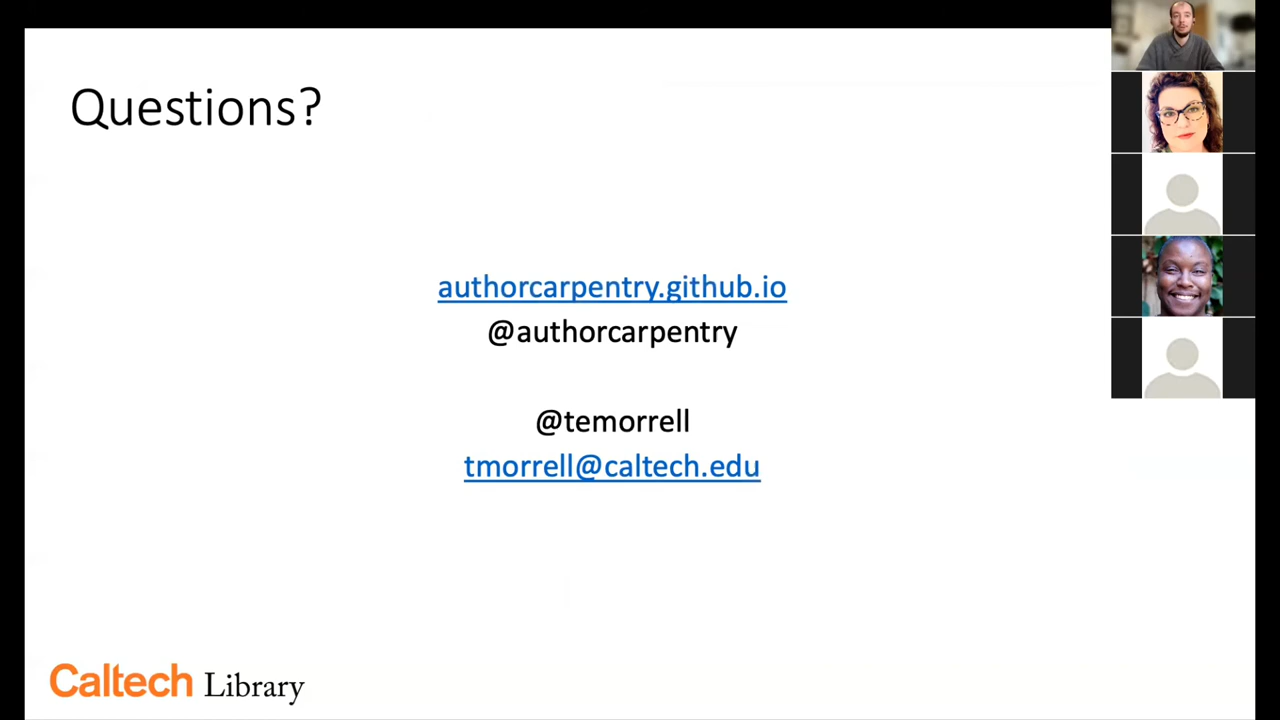 Questions?
authorcarpentry.github.io
@authorcarpentry
@temorrell
tmorrell@caltech.edu
Caltech Library